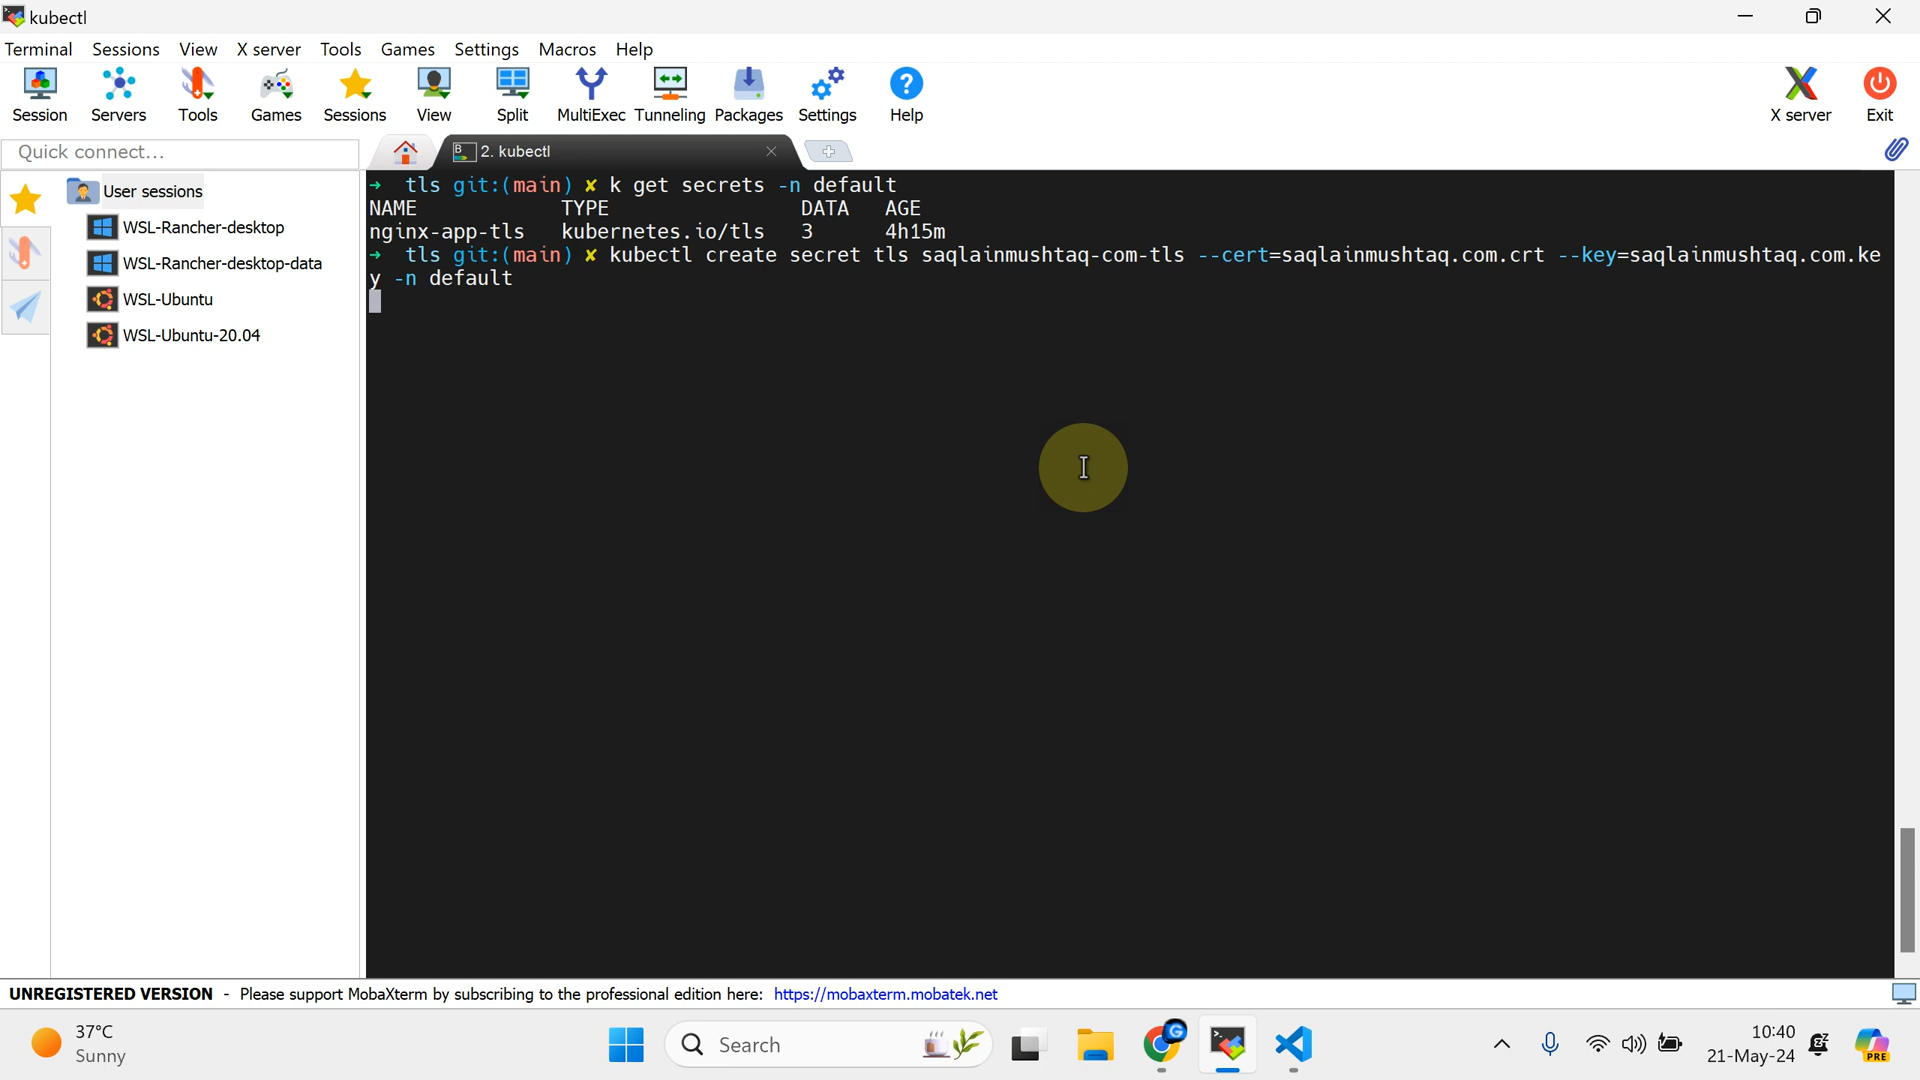 kubectl
Terminal Sessions View X server Tools Games Settings Macros Help
Session Servers Tools Games Sessions View Split MultiExec Tunneling Packages Settings Help X server Exit
Quick connect...
2. kubectl
User sessions
WSL-Rancher-desktop
WSL-Rancher-desktop-data
WSL-Ubuntu
WSL-Ubuntu-20.04
➜ tls git:(main) ✗ k get secrets -n default
NAME TYPE DATA AGE
nginx-app-tls kubernetes.io/tls 3 4h15m
➜ tls git:(main) ✗ kubectl create secret tls saqlainmushtaq-com-tls --cert=saqlainmushtaq.com.crt --key=saqlainmushtaq.com.ke
y -n default
UNREGISTERED VERSION - Please support MobaXterm by subscribing to the professional edition here: https://mobaxterm.mobatek.net
37°C
Sunny
Search
10:40
21-May-24
PRE